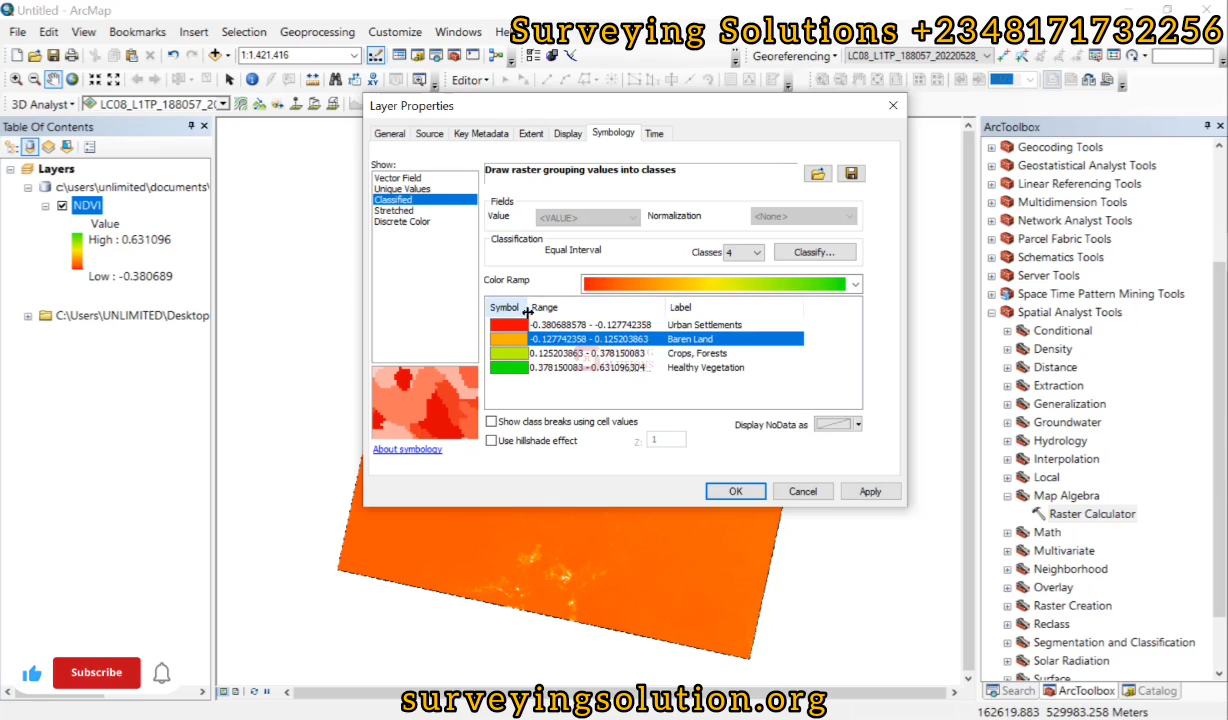 Untitled - ArcMap
Surveying Solutions +2348171732256
File Edit View Bookmarks Insert Selection Geoprocessing Customize Windows
1:1.421.416
Georeferencing LC08_L1TP_188057_20220528_
Editor
3D Analyst LC08_L1TP_188057_2(
Table Of Contents
Layers
c:\users\unlimited\documents\
NDVI
Value
High : 0.631096
Low : -0.380689
C:\Users\UNLIMITED\Desktop
Layer Properties
General Source Key Metadata Extent Display Symbology Time
Show:
Vector Field
Unique Values
Classified
Stretched
Discrete Color
About symbology
Draw raster grouping values into classes
Fields
Value <VALUE> Normalization <None>
Classification
Equal Interval Classes 4 Classify...
Color Ramp
Symbol Range Label
-0.380688578 - -0.127742358 Urban Settlements
-0.127742358 - 0.125203863 Baren Land
0.125203863 - 0.378150083 Crops, Forests
0.378150083 - 0.631096304 Healthy Vegetation
Show class breaks using cell values Display NoData as
Use hillshade effect Z: 1
OK Cancel Apply
ArcToolbox
Geocoding Tools
Geostatistical Analyst Tools
Linear Referencing Tools
Multidimension Tools
Network Analyst Tools
Parcel Fabric Tools
Schematics Tools
Server Tools
Space Time Pattern Mining Tools
Spatial Analyst Tools
Conditional
Density
Distance
Extraction
Generalization
Groundwater
Hydrology
Interpolation
Local
Map Algebra
Raster Calculator
Math
Multivariate
Neighborhood
Overlay
Raster Creation
Reclass
Segmentation and Classification
Solar Radiation
Surface
Search ArcToolbox Catalog
Subscribe
surveyingsolution.org
162619.883 529983.258 Meters